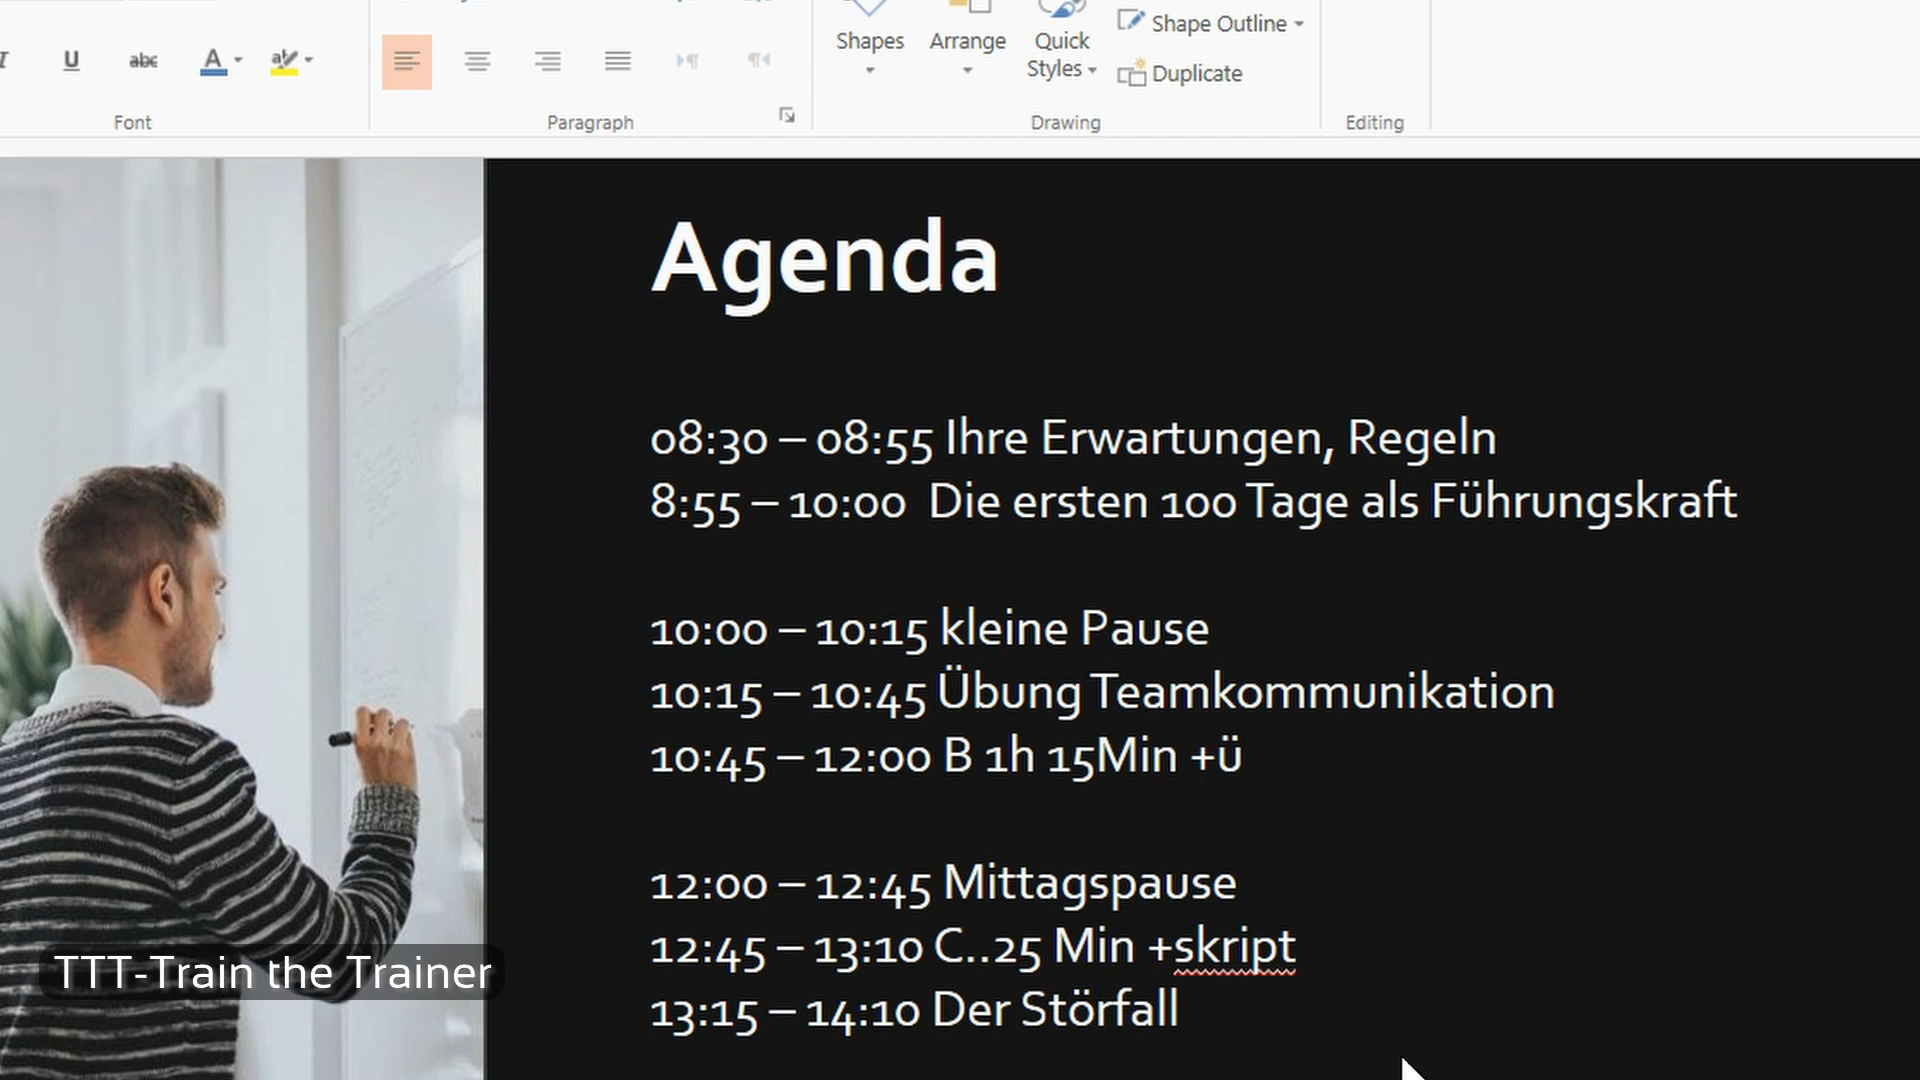 U
abc
A
ab
Font
Paragraph
Shapes
Arrange
Quick
Styles
Shape Outline
Duplicate
Drawing
Editing
Agenda
08:30 – 08:55 Ihre Erwartungen, Regeln
8:55 – 10:00  Die ersten 100 Tage als Führungskraft
10:00 – 10:15 kleine Pause
10:15 – 10:45 Übung Teamkommunikation
10:45 – 12:00 B 1h 15Min +ü
12:00 – 12:45 Mittagspause
12:45 – 13:10 C..25 Min +skript
13:15 – 14:10 Der Störfall
TTT-Train the Trainer